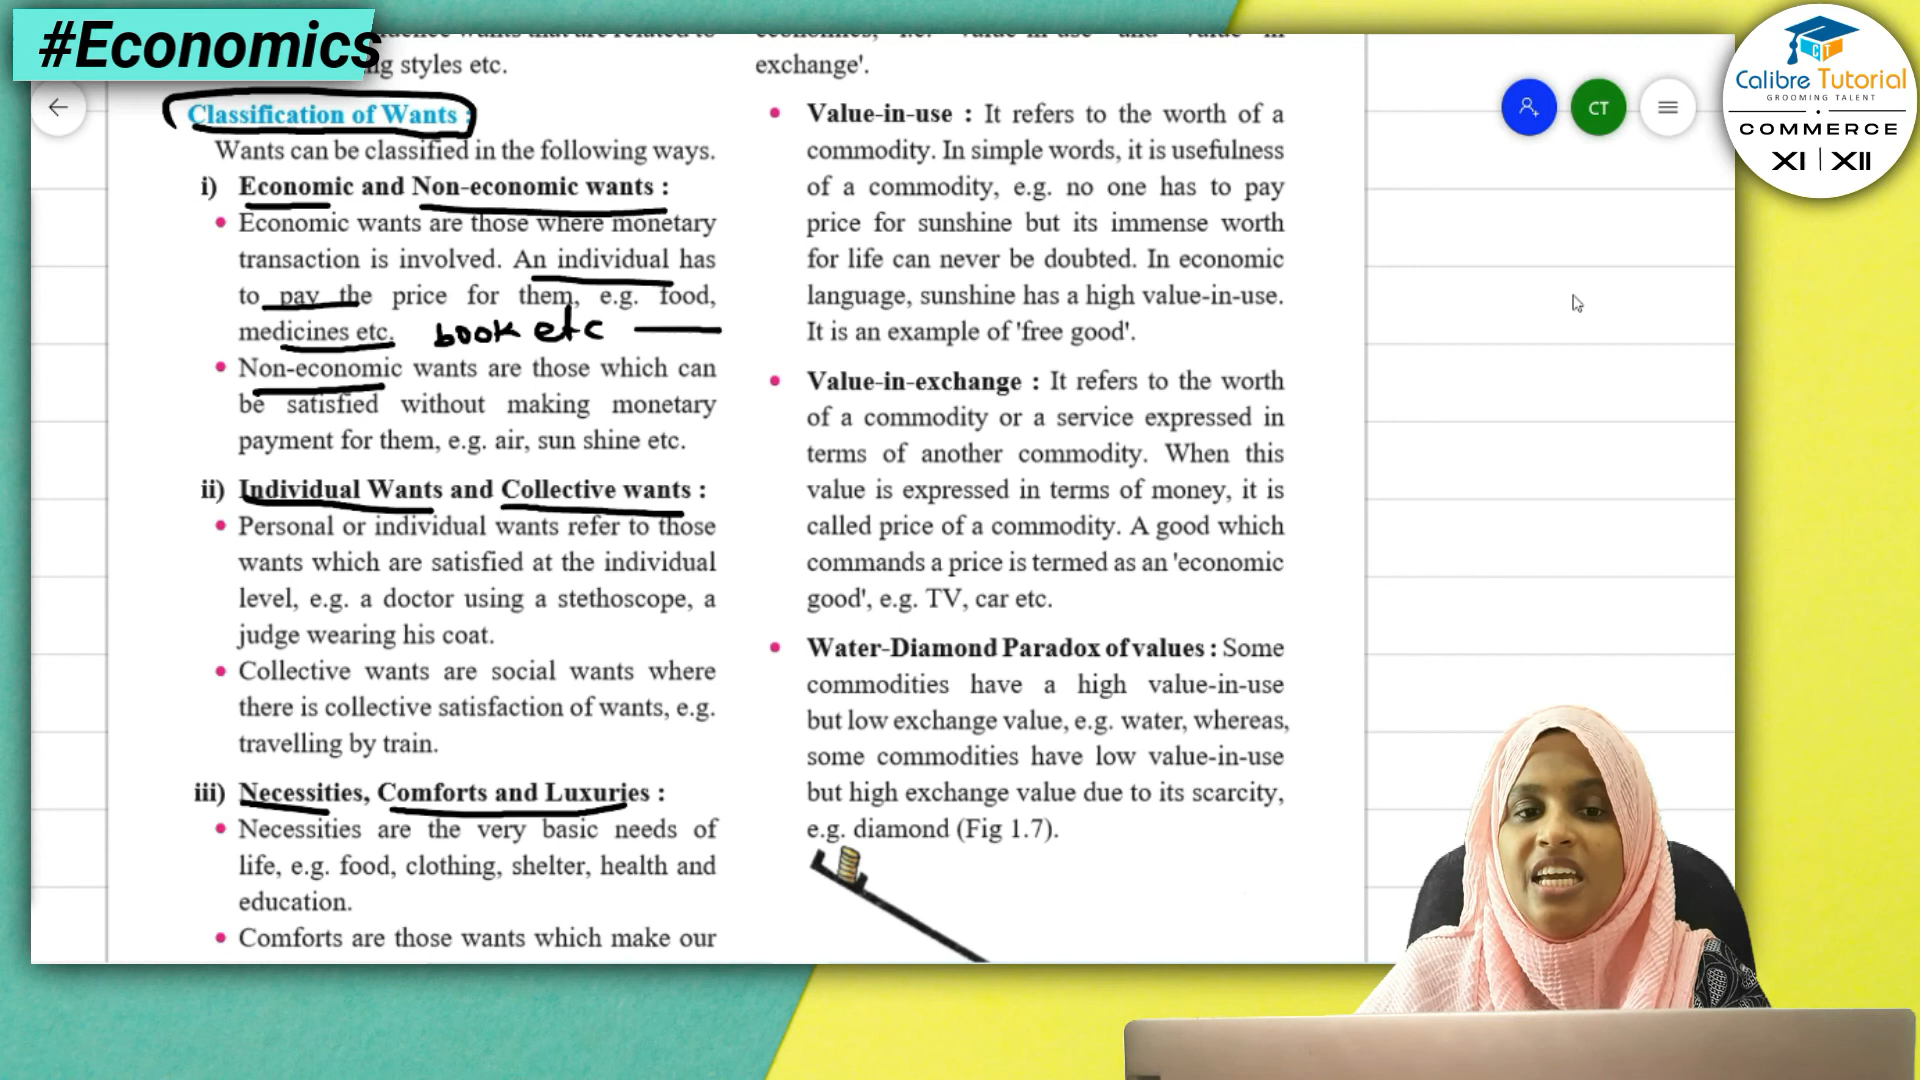 #Economics
ing styles etc.
Classification of Wants :
Wants can be classified in the following ways.
i) Economic and Non-economic wants :
• Economic wants are those where monetary
transaction is involved. An individual has
to pay the price for them, e.g. food,
medicines etc. book etc
• Non-economic wants are those which can
be satisfied without making monetary
payment for them, e.g. air, sun shine etc.
ii) Individual Wants and Collective wants :
• Personal or individual wants refer to those
wants which are satisfied at the individual
level, e.g. a doctor using a stethoscope, a
judge wearing his coat.
• Collective wants are social wants where
there is collective satisfaction of wants, e.g.
travelling by train.
iii) Necessities, Comforts and Luxuries :
• Necessities are the very basic needs of
life, e.g. food, clothing, shelter, health and
education.
• Comforts are those wants which make our
exchange'.
• Value-in-use : It refers to the worth of a
commodity. In simple words, it is usefulness
of a commodity, e.g. no one has to pay
price for sunshine but its immense worth
for life can never be doubted. In economic
language, sunshine has a high value-in-use.
It is an example of 'free good'.
• Value-in-exchange : It refers to the worth
of a commodity or a service expressed in
terms of another commodity. When this
value is expressed in terms of money, it is
called price of a commodity. A good which
commands a price is termed as an 'economic
good', e.g. TV, car etc.
• Water-Diamond Paradox of values : Some
commodities have a high value-in-use
but low exchange value, e.g. water, whereas,
some commodities have low value-in-use
but high exchange value due to its scarcity,
e.g. diamond (Fig 1.7).
CT
CT
Calibre Tutorial
GROOMING TALENT
COMMERCE
XI | XII